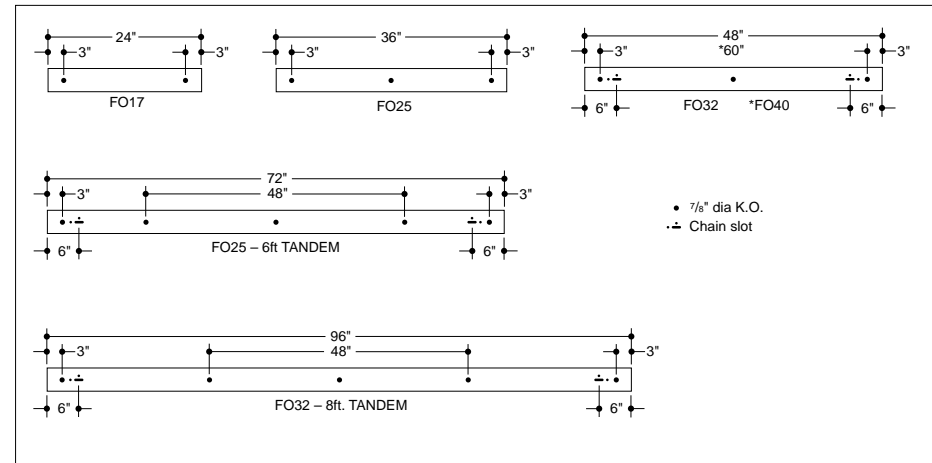 24"
3" 3"
FO17
36"
3" 3"
FO25
48"
*60"
3" 3"
6" FO32 *FO40 6"
72"
3" 48" 3"
6" FO25 – 6ft TANDEM 6"
7/8" dia K.O.
Chain slot
96"
3" 48" 3"
6" FO32 – 8ft. TANDEM 6"